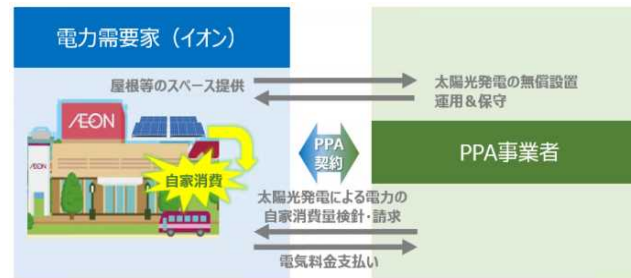 電力需要家（イオン）
屋根等のスペース提供
太陽光発電の無償設置
運用＆保守
ÆON
ÆON
自家消費
PPA
契約
PPA事業者
太陽光発電による電力の
自家消費量検針・請求
電気料金支払い